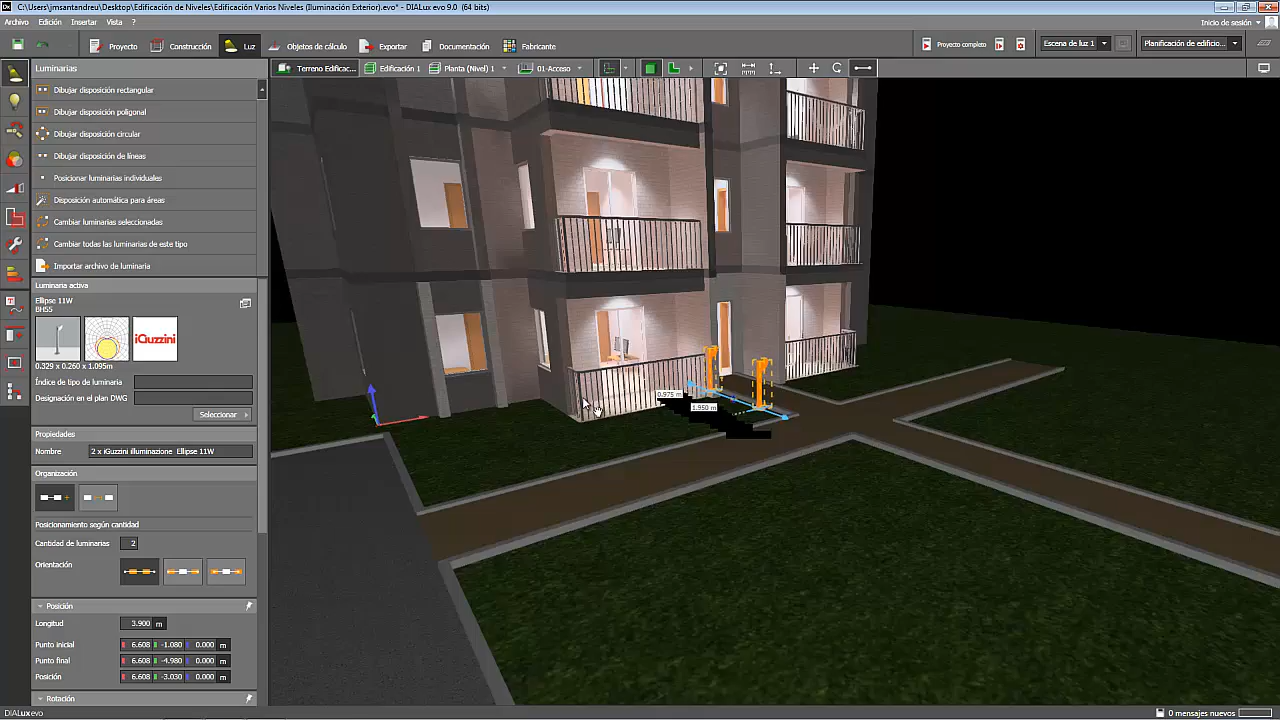 C:\Users\jmsantandreu\Desktop\Edificación de Niveles\Edificación Varios Niveles (Iluminación Exterior).evo* - DIALux evo 9.0 (64 bits)
Archivo Edición Insertar Vista ?
Inicio de sesión
Proyecto Construcción Luz Objetos de cálculo Exportar Documentación Fabricante
Proyecto completo Escena de luz 1 Planificación de edificio...
Luminarias
Terreno Edificac... Edificación 1 Planta (Nivel) 1 01-Acceso
Dibujar disposición rectangular
Dibujar disposición poligonal
Dibujar disposición circular
Dibujar disposición de líneas
Posicionar luminarias individuales
Disposición automática para áreas
Cambiar luminarias seleccionadas
Cambiar todas las luminarias de este tipo
Importar archivo de luminaria
Luminaria activa
Ellipse 11W
BH55
iGuzzini
0.329 x 0.260 x 1.095m
Índice de tipo de luminaria
Designación en el plan DWG
Seleccionar
Propiedades
Nombre 2 x iGuzzini illuminazione Ellipse 11W
Organización
Posicionamiento según cantidad
Cantidad de luminarias 2
Orientación
Posición
Longitud 3.900 m
Punto inicial 6.608 -1.080 0.000 m
Punto final 6.608 -4.980 0.000 m
Posición 6.608 -3.030 0.000 m
Rotación
0.975 m
1.950 m
DIALux evo
0 mensajes nuevos